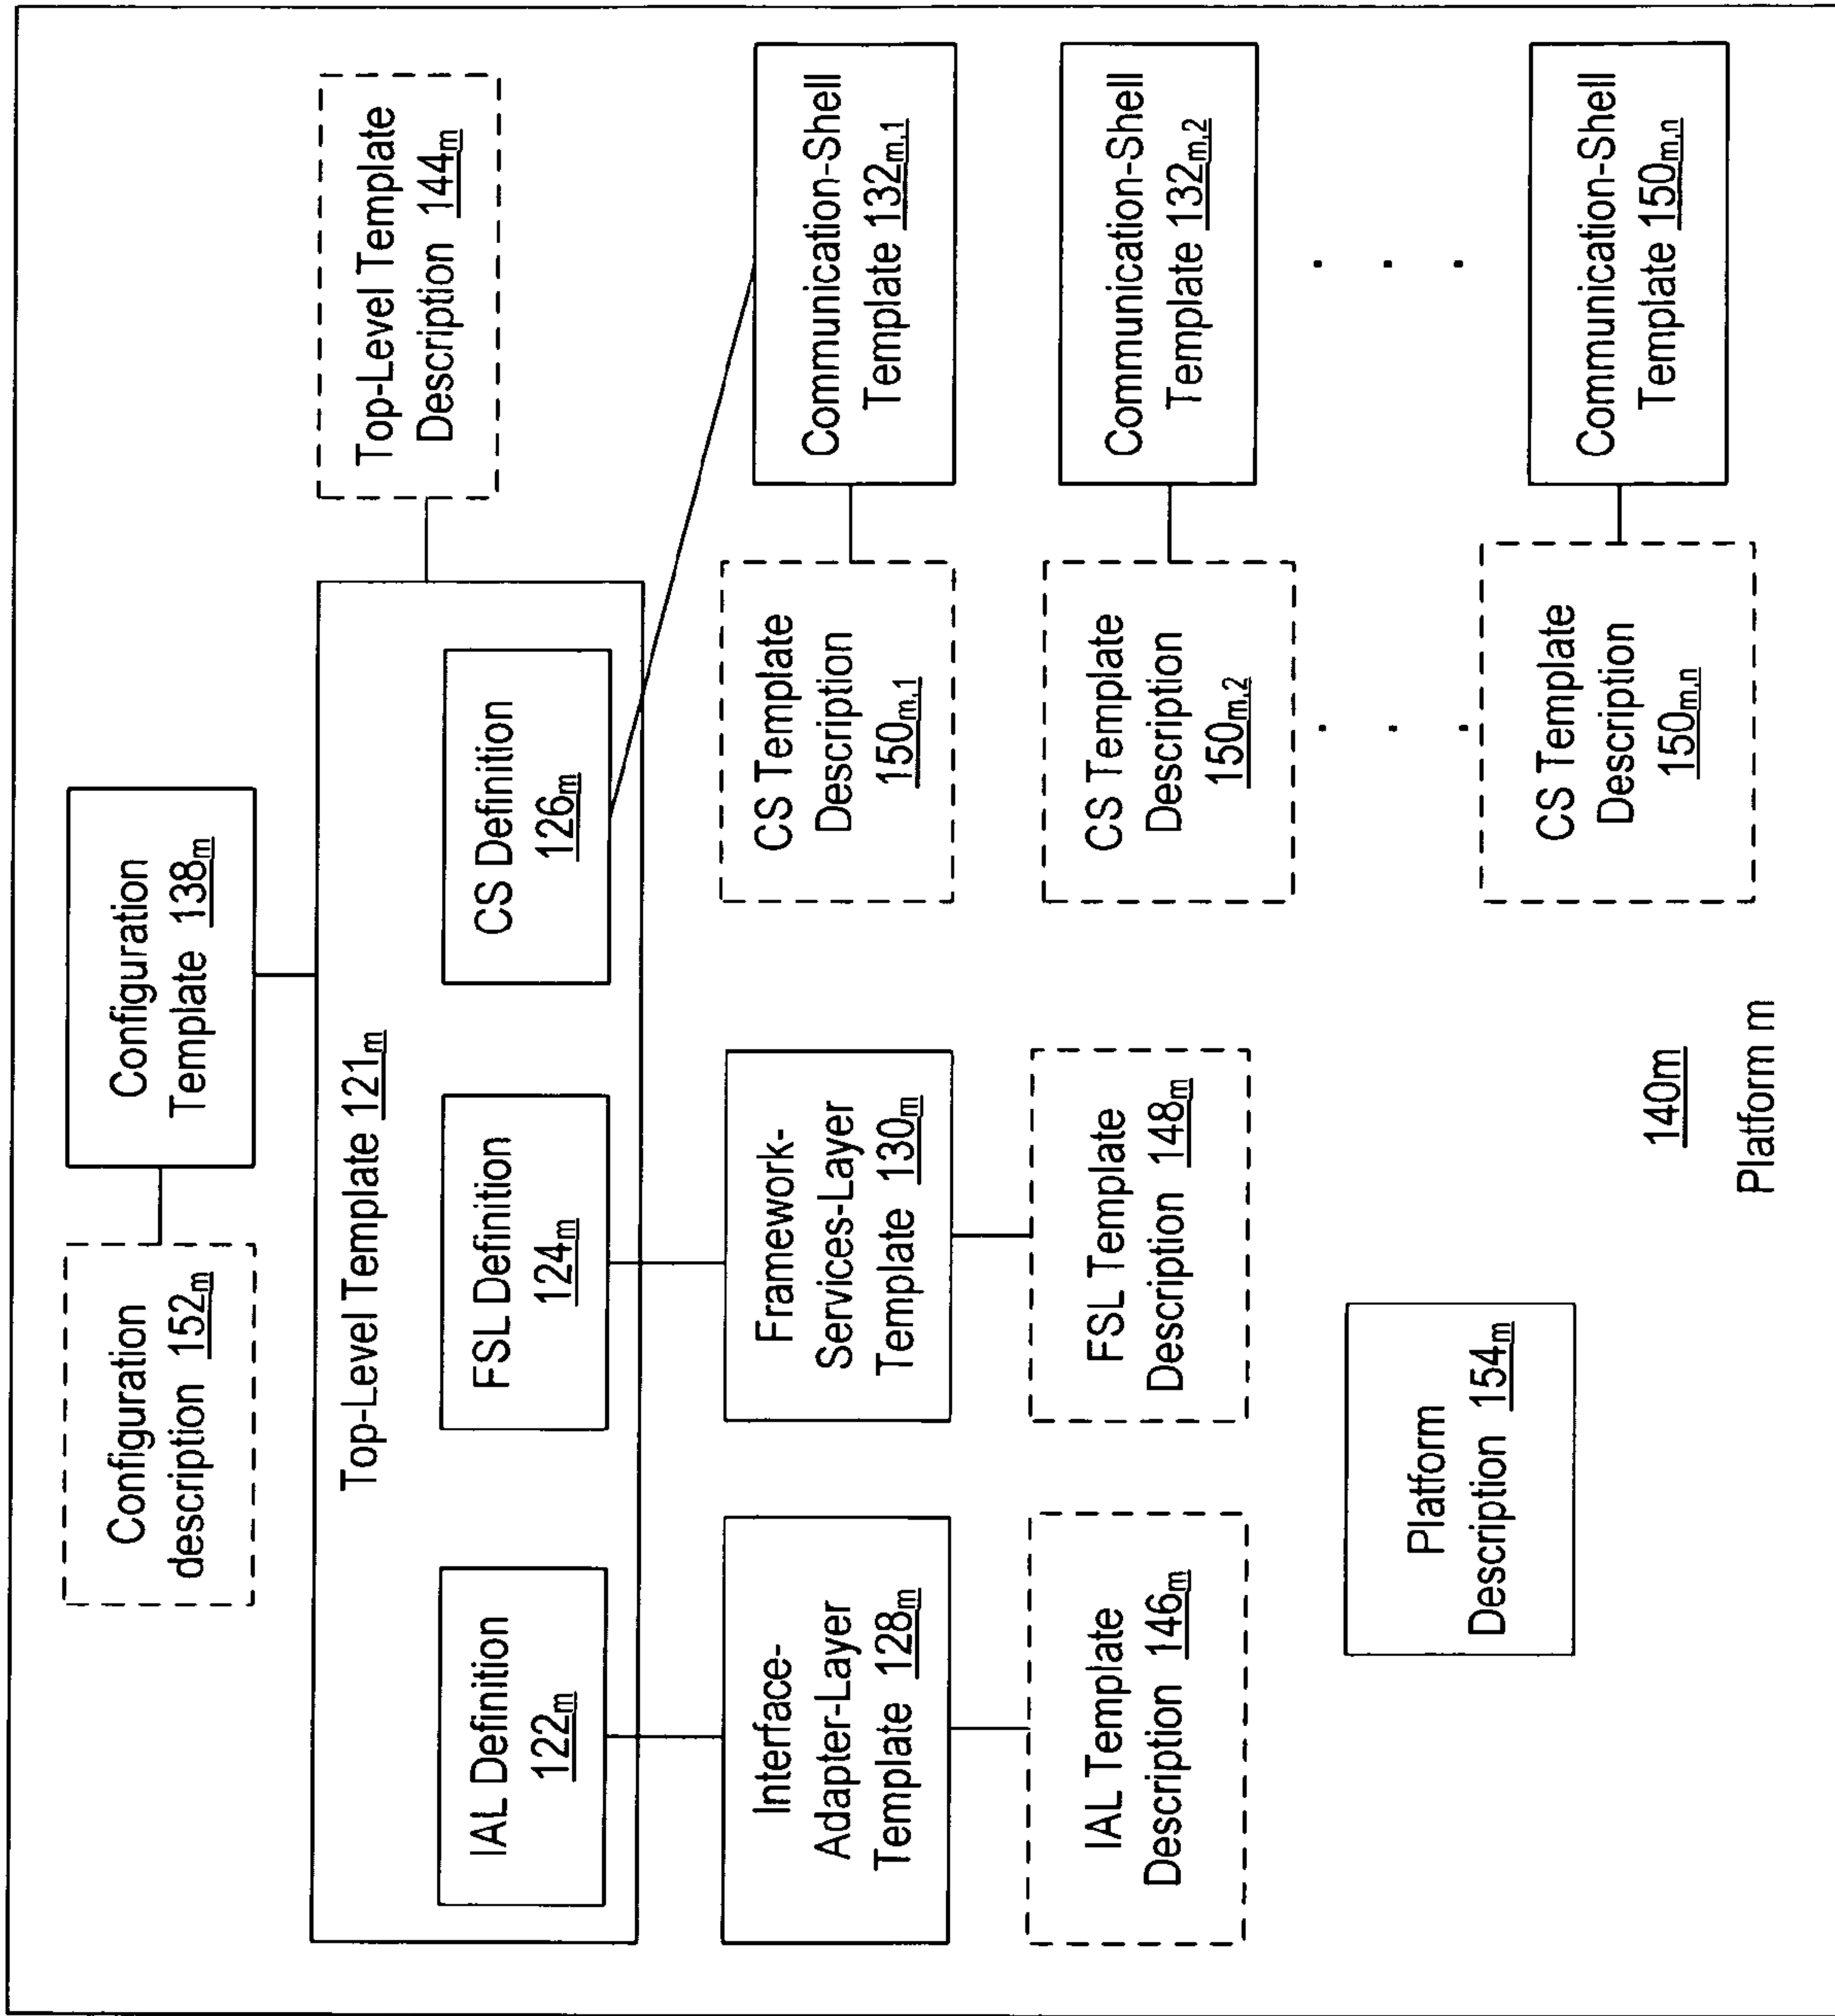 Configuration
description 152m
Configuration
Template 138m
Top-Level Template
Description 144m
Top-Level Template 121m
IAL Definition
122m
FSL Definition
124m
CS Definition
126m
Interface-
Adapter-Layer
Template 128m
Framework-
Services-Layer
Template 130m
CS Template
Description
150m,1
Communication-Shell
Template 132m,1
IAL Template
Description 146m
FSL Template
Description 148m
CS Template
Description
150m,2
Communication-Shell
Template 132m,2
. . .
. . .
Platform
Description 154m
CS Template
Description
150m,n
Communication-Shell
Template 150m,n
140m
Platform m